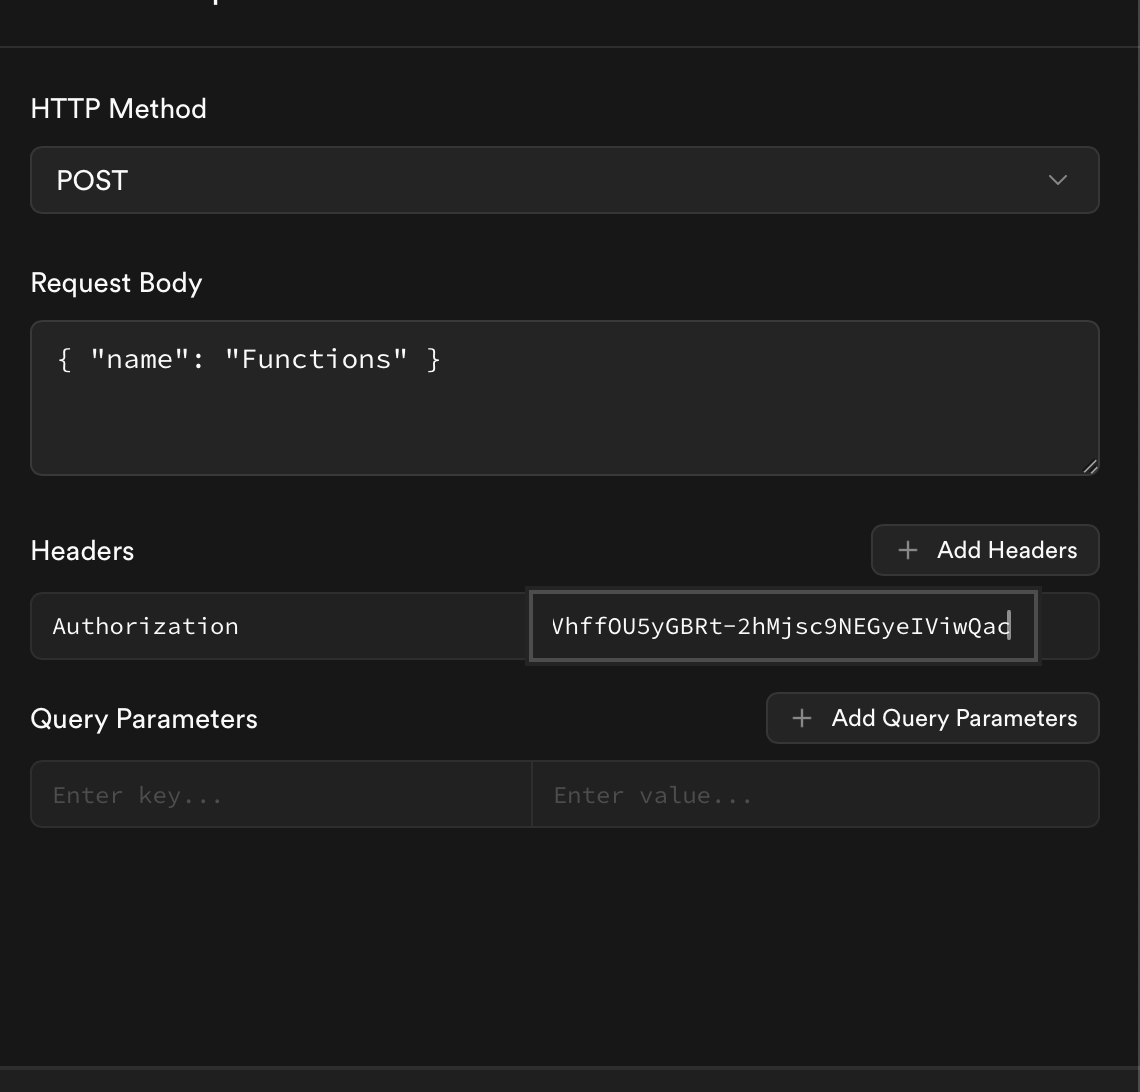 HTTP Method
POST
Request Body
{ "name": "Functions" }
Headers
Add Headers
Authorization
VhffOU5yGBRt-2hMjsc9NEGyeIViwQac
Query Parameters
Add Query Parameters
Enter key...
Enter value...